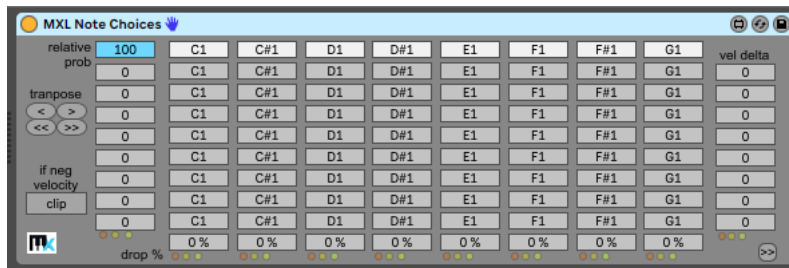 MXL Note Choices
relative prob 100 C1 C#1 D1 D#1 E1 F1 F#1 G1 vel delta
0 C1 C#1 D1 D#1 E1 F1 F#1 G1 0
tranpose 0 C1 C#1 D1 D#1 E1 F1 F#1 G1 0
< > 0 C1 C#1 D1 D#1 E1 F1 F#1 G1 0
<< >> 0 C1 C#1 D1 D#1 E1 F1 F#1 G1 0
0 C1 C#1 D1 D#1 E1 F1 F#1 G1 0
if neg velocity 0 C1 C#1 D1 D#1 E1 F1 F#1 G1 0
clip 0 C1 C#1 D1 D#1 E1 F1 F#1 G1 0
0 C1 C#1 D1 D#1 E1 F1 F#1 G1 0
mx drop % 0 % 0 % 0 % 0 % 0 % 0 % 0 % 0 % >>